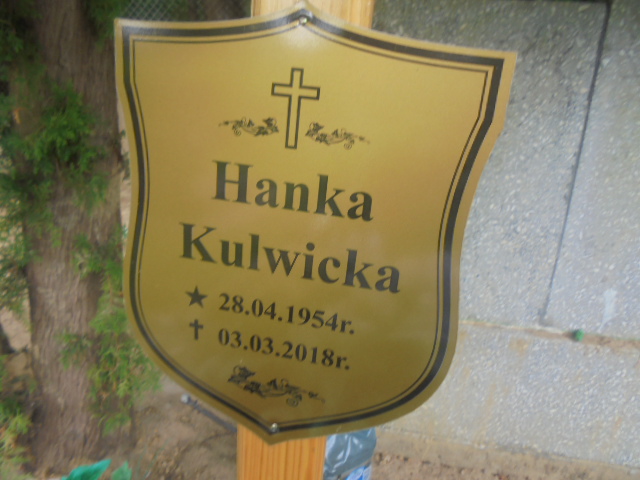 Hanka
Kulwicka
★ 28.04.1954r.
✝ 03.03.2018r.